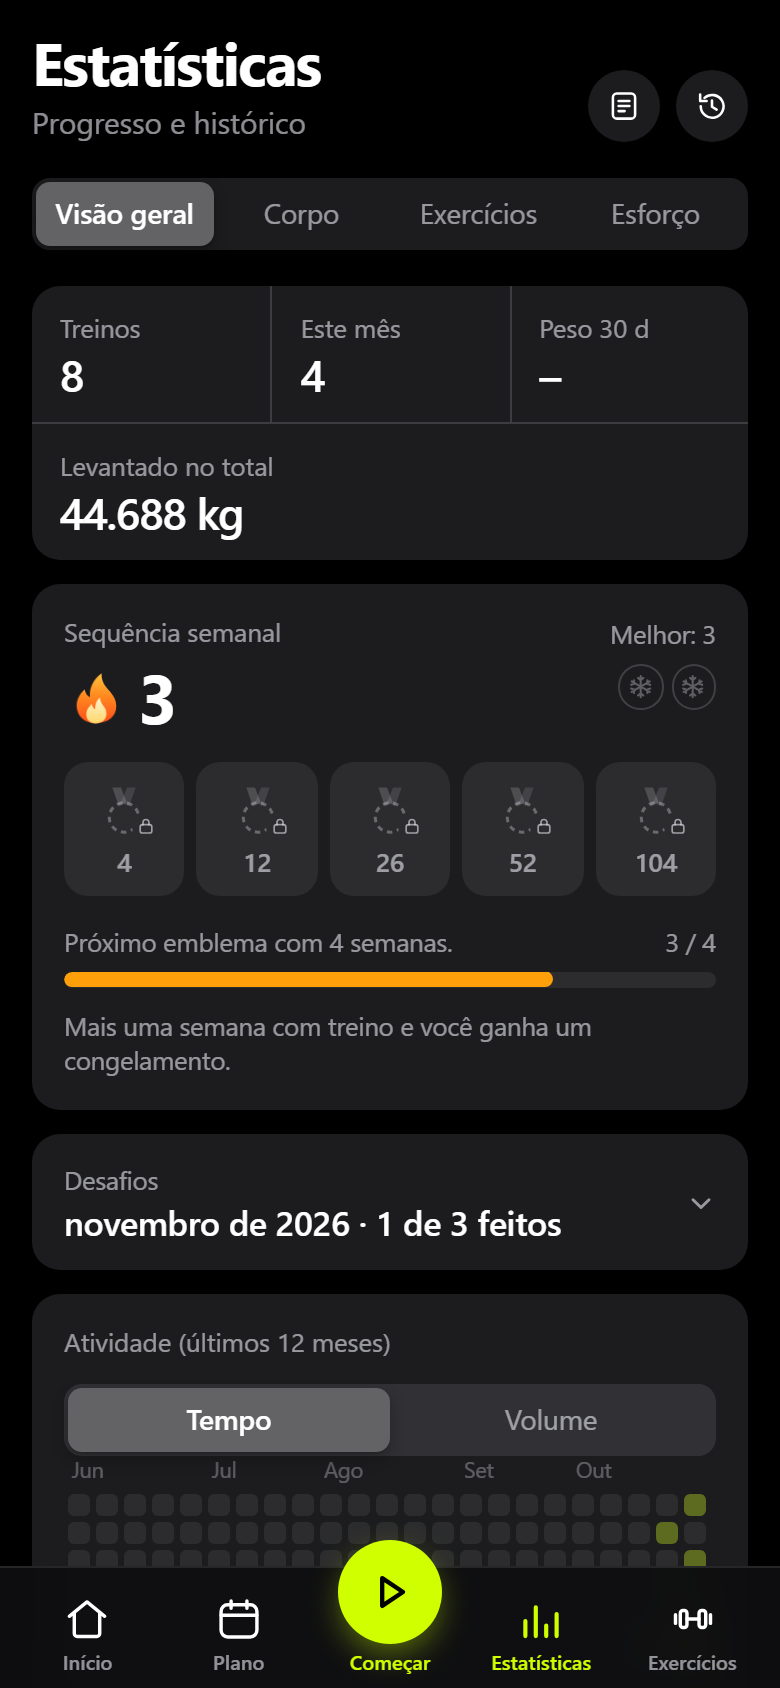 Estatísticas
Progresso e histórico
Visão geral
Corpo
Exercícios
Esforço
Treinos
8
Este mês
4
Peso 30 d
–
Levantado no total
44.688 kg
Sequência semanal
Melhor: 3
3
4
12
26
52
104
Próximo emblema com 4 semanas.
3 / 4
Mais uma semana com treino e você ganha um
congelamento.
Desafios
novembro de 2026 · 1 de 3 feitos
Atividade (últimos 12 meses)
Tempo
Volume
Jun
Jul
Ago
Set
Out
Início
Plano
Começar
Estatísticas
Exercícios